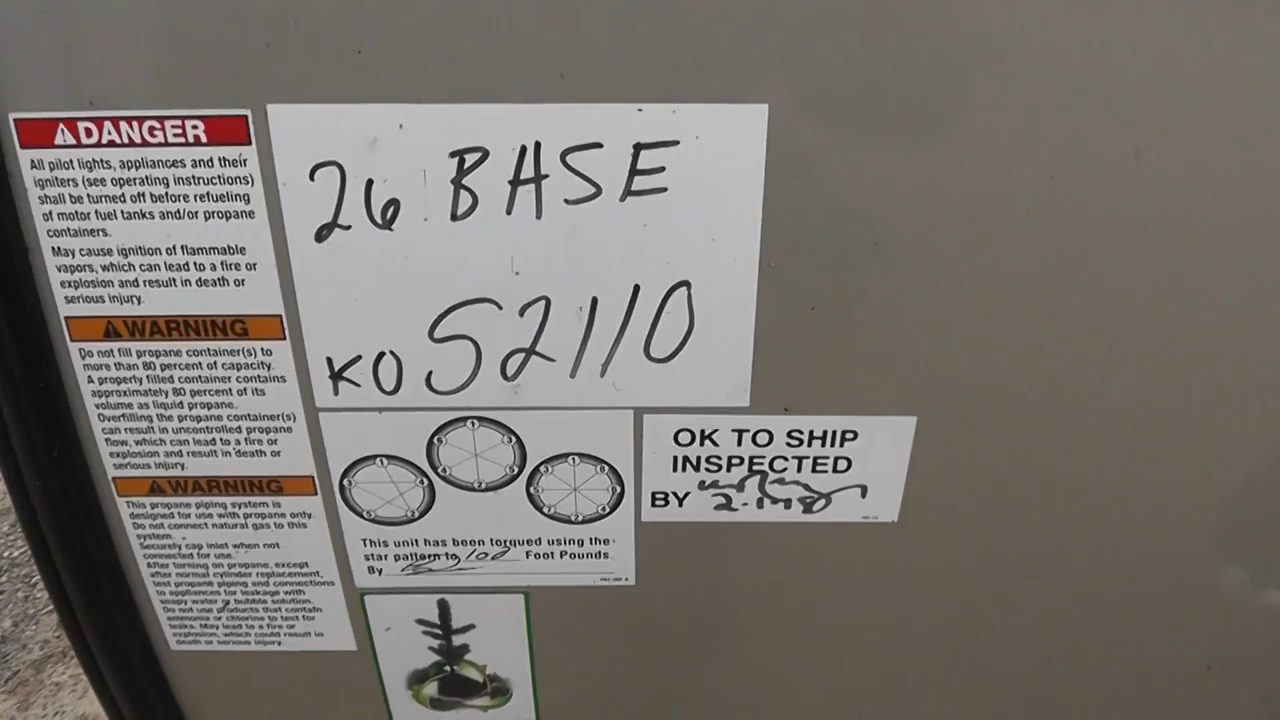 DANGER
All pilot lights, appliances and their
igniters (see operating instructions)
shall be turned off before refueling
of motor fuel tanks and/or propane
containers.
May cause ignition of flammable
vapors, which can lead to a fire or
explosion and result in death or
serious injury.
WARNING
Do not fill propane container(s) to
more than 80 percent of capacity.
A properly filled container contains
approximately 80 percent of its
volume as liquid propane.
Overfilling the propane container(s)
can result in uncontrolled propane
flow, which can lead to a fire or
explosion and result in death or
serious injury.
WARNING
This propane piping system is
designed for use with propane only.
Do not connect natural gas to this
system.
Securely cap inlet when not
connected for use.
After turning on propane, except
after normal cylinder replacement,
test propane piping and connections
to appliances for leakage with
soapy water or bubble solution.
Do not use products that contain
ammonia or chlorine to test for
leaks. May lead to a fire or
explosion, which could result in
death or serious injury.
26 BASE
KO S2110
This unit has been torqued using the
star pattern to 100 Foot Pounds.
By
OK TO SHIP
INSPECTED
BY